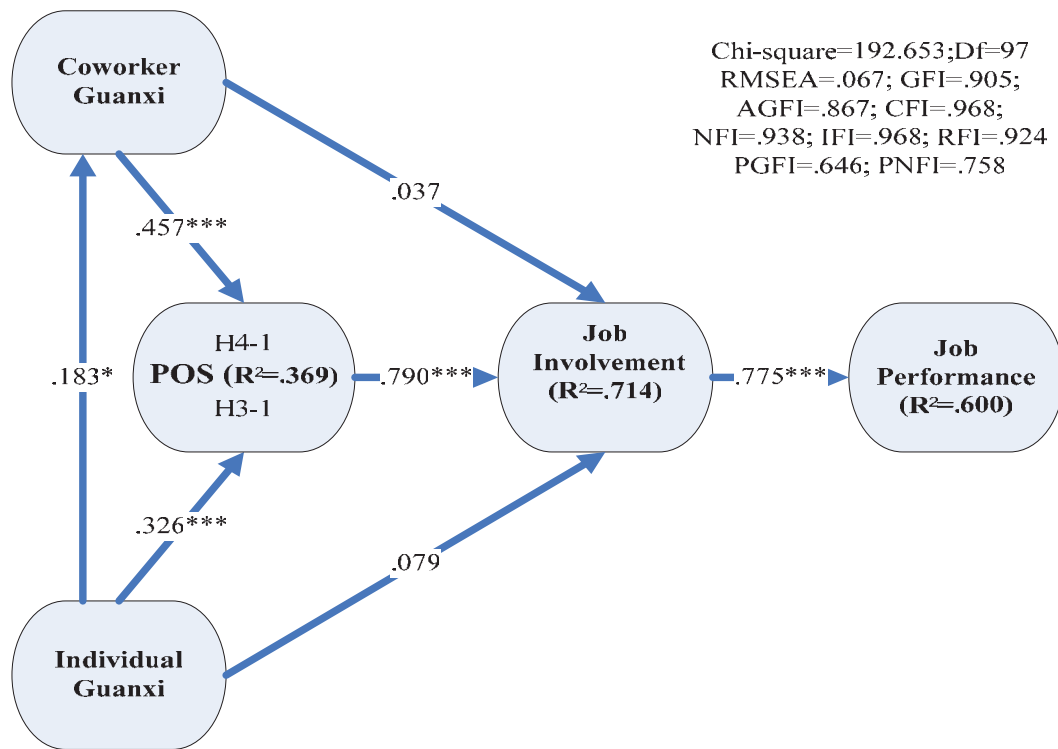 Coworker
Guanxi
Chi-square=192.653;Df=97
RMSEA=.067; GFI=.905;
AGFI=.867; CFI=.968;
NFI=.938; IFI=.968; RFI=.924
PGFI=.646; PNFI=.758
.037
.457***
H4-1
POS (R²=.369)
H3-1
.183*
.790***
Job
Involvement
(R²=.714)
.775***
Job
Performance
(R²=.600)
.326***
.079
Individual
Guanxi